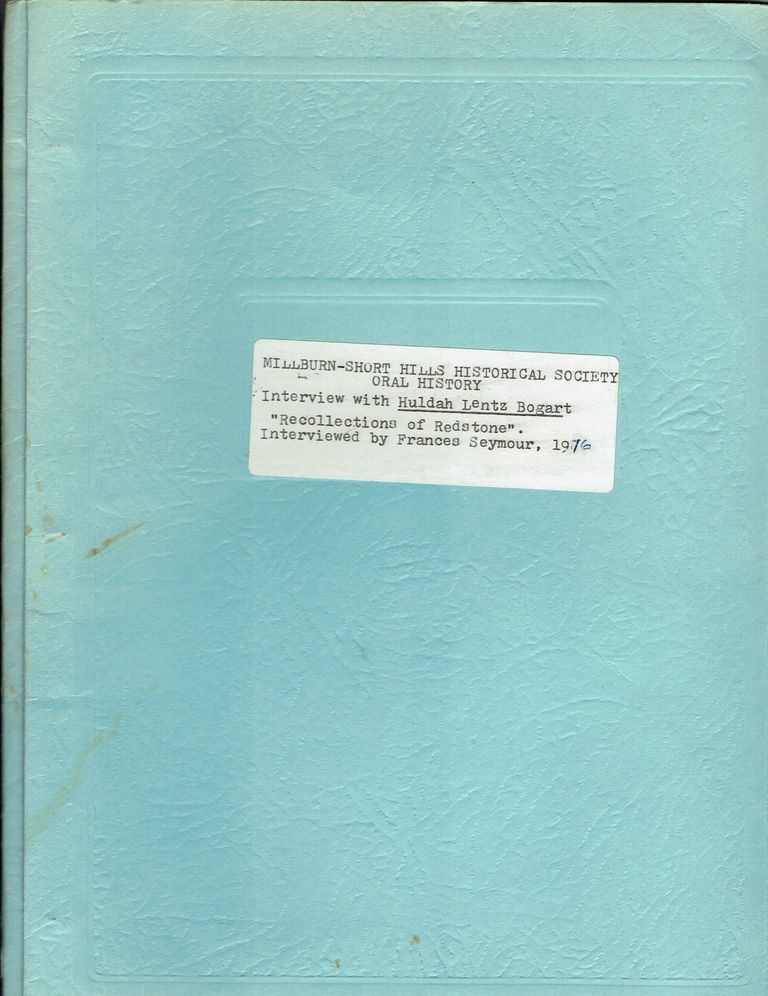 MILLBURN-SHORT HILLS HISTORICAL SOCIETY
ORAL HISTORY
Interview with Huldah Lentz Bogart
"Recollections of Redstone".
Interviewed by Frances Seymour, 1976